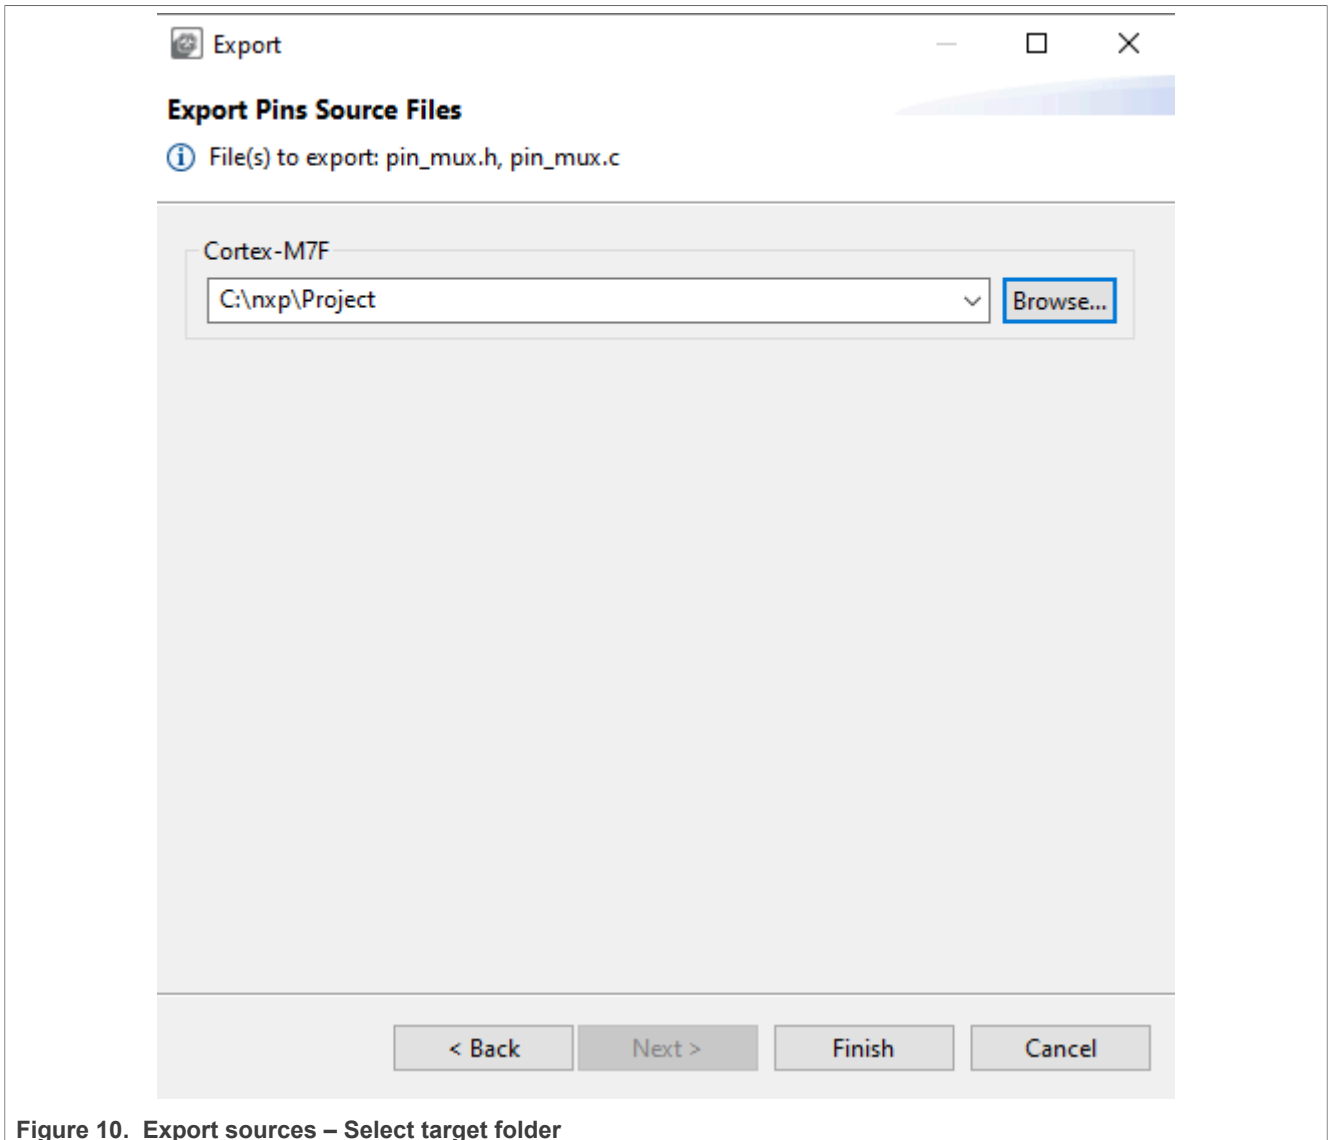 Export
Export Pins Source Files
File(s) to export: pin_mux.h, pin_mux.c
Cortex-M7F
C:\nxp\Project
Browse...
< Back
Next >
Finish
Cancel
Figure 10. Export sources – Select target folder